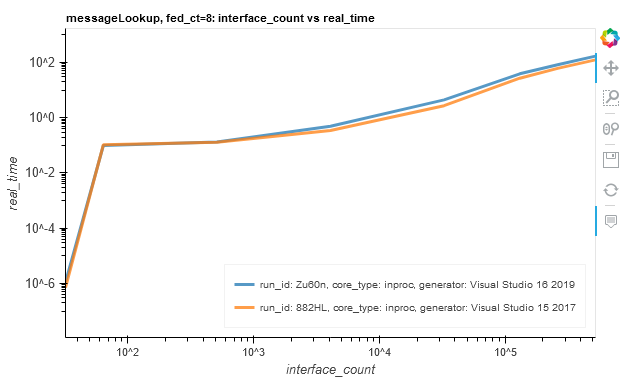 messageLookup, fed_ct=8: interface_count vs real_time
10^2
10^0
10^-2
10^-4
10^-6
real_time
run_id: Zu60n, core_type: inproc, generator: Visual Studio 16 2019
run_id: 882HL, core_type: inproc, generator: Visual Studio 15 2017
10^2 10^3 10^4 10^5
interface_count